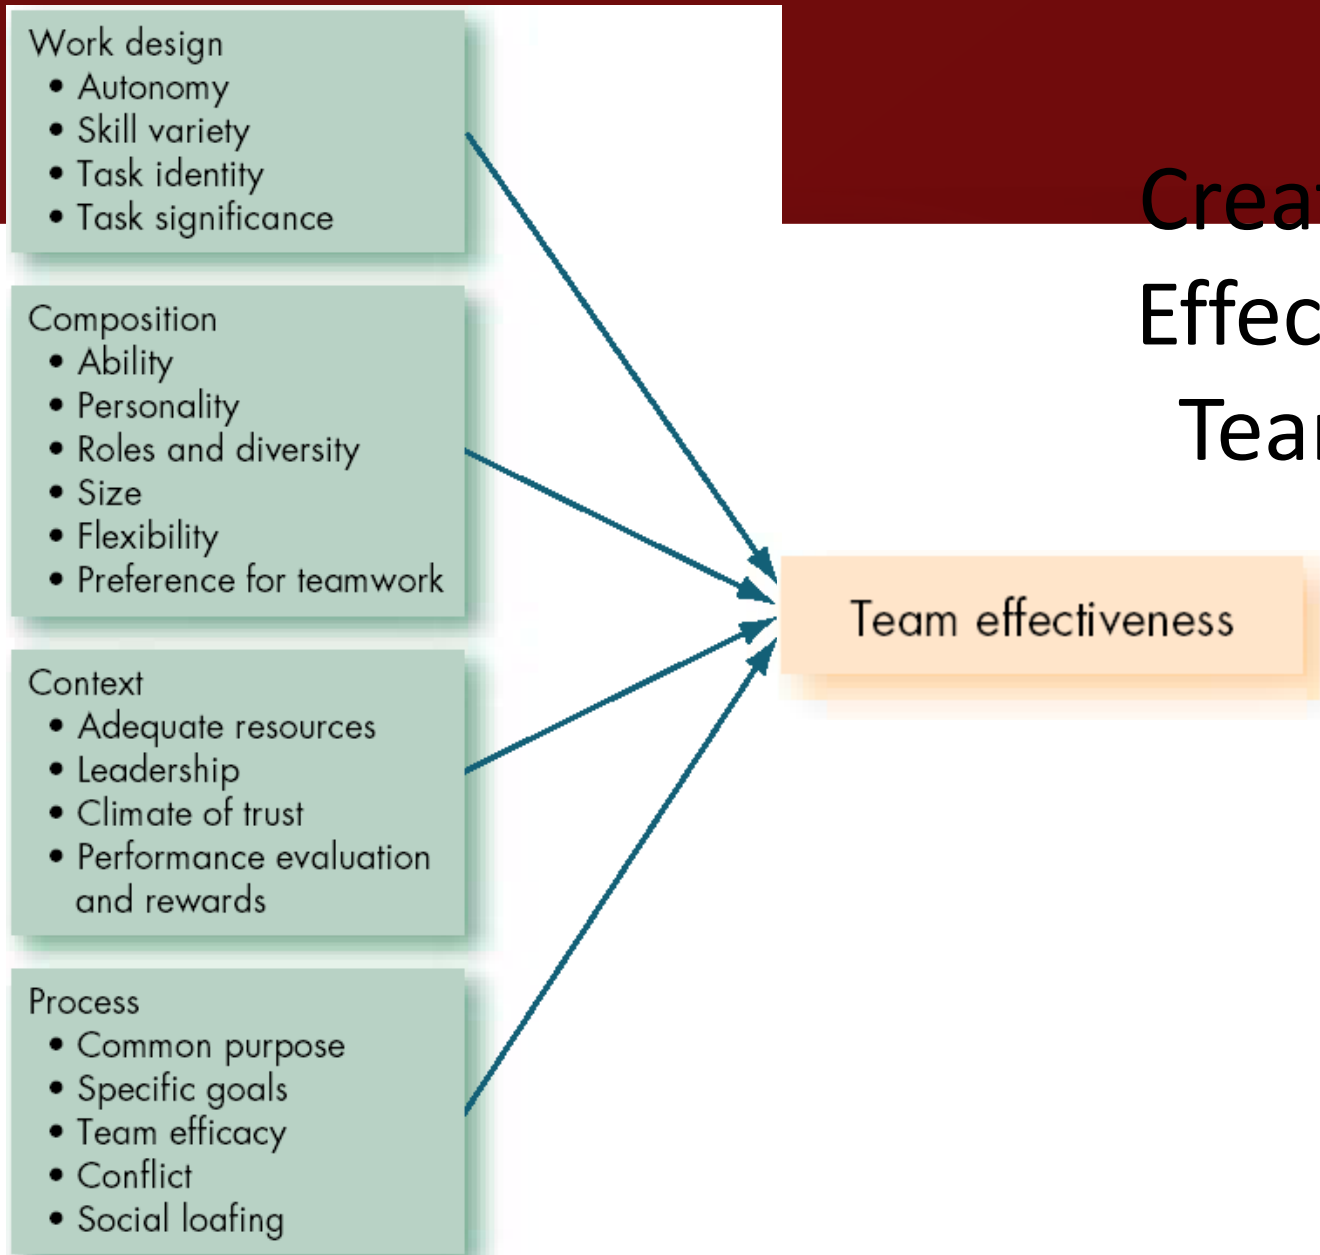 Work design
• Autonomy
• Skill variety
• Task identity
• Task significance
Composition
• Ability
• Personality
• Roles and diversity
• Size
• Flexibility
• Preference for teamwork
Context
• Adequate resources
• Leadership
• Climate of trust
• Performance evaluation
and rewards
Process
• Common purpose
• Specific goals
• Team efficacy
• Conflict
• Social loafing
Team effectiveness